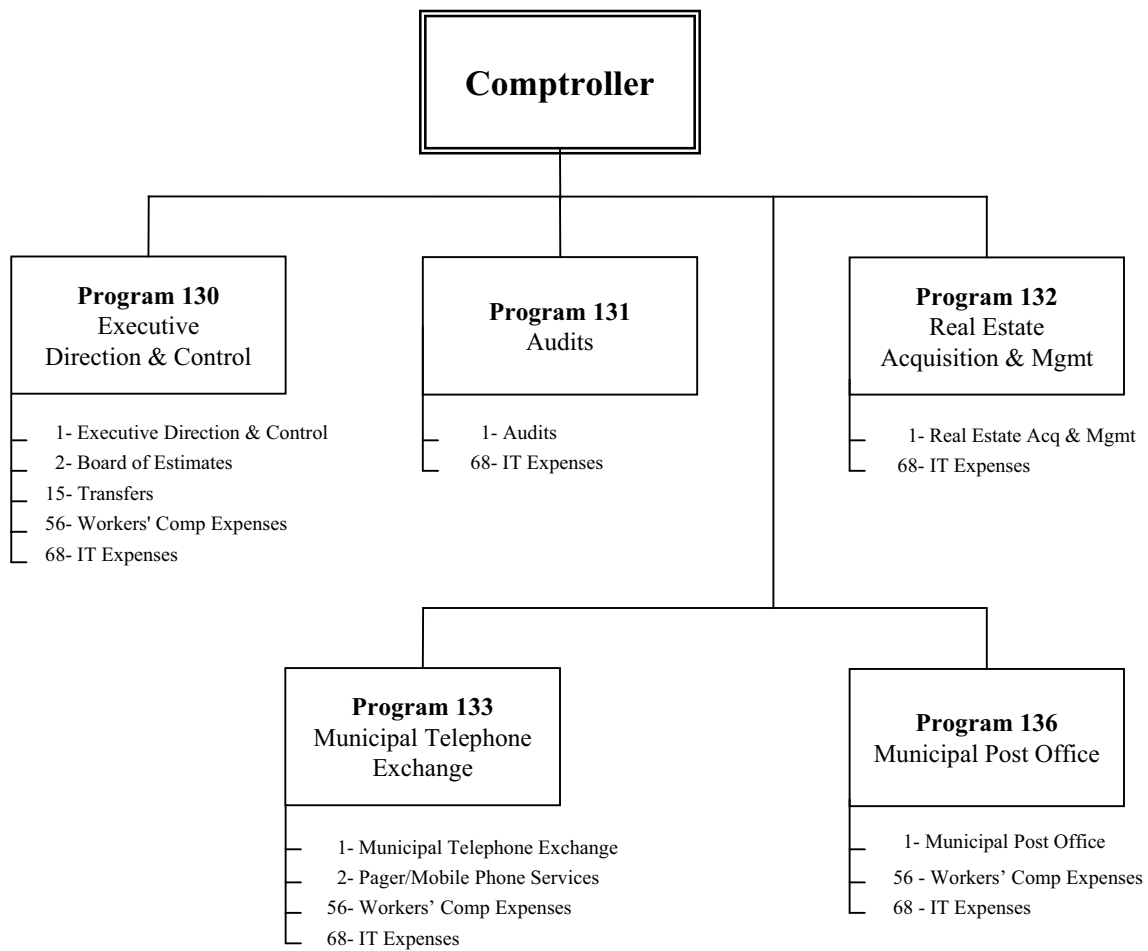 Comptroller
Program 130
Executive
Direction & Control
1- Executive Direction & Control
2- Board of Estimates
15- Transfers
56- Workers' Comp Expenses
68- IT Expenses
Program 131
Audits
1- Audits
68- IT Expenses
Program 132
Real Estate
Acquisition & Mgmt
1- Real Estate Acq & Mgmt
68- IT Expenses
Program 133
Municipal Telephone
Exchange
1- Municipal Telephone Exchange
2- Pager/Mobile Phone Services
56- Workers’ Comp Expenses
68- IT Expenses
Program 136
Municipal Post Office
1- Municipal Post Office
56 - Workers’ Comp Expenses
68 - IT Expenses